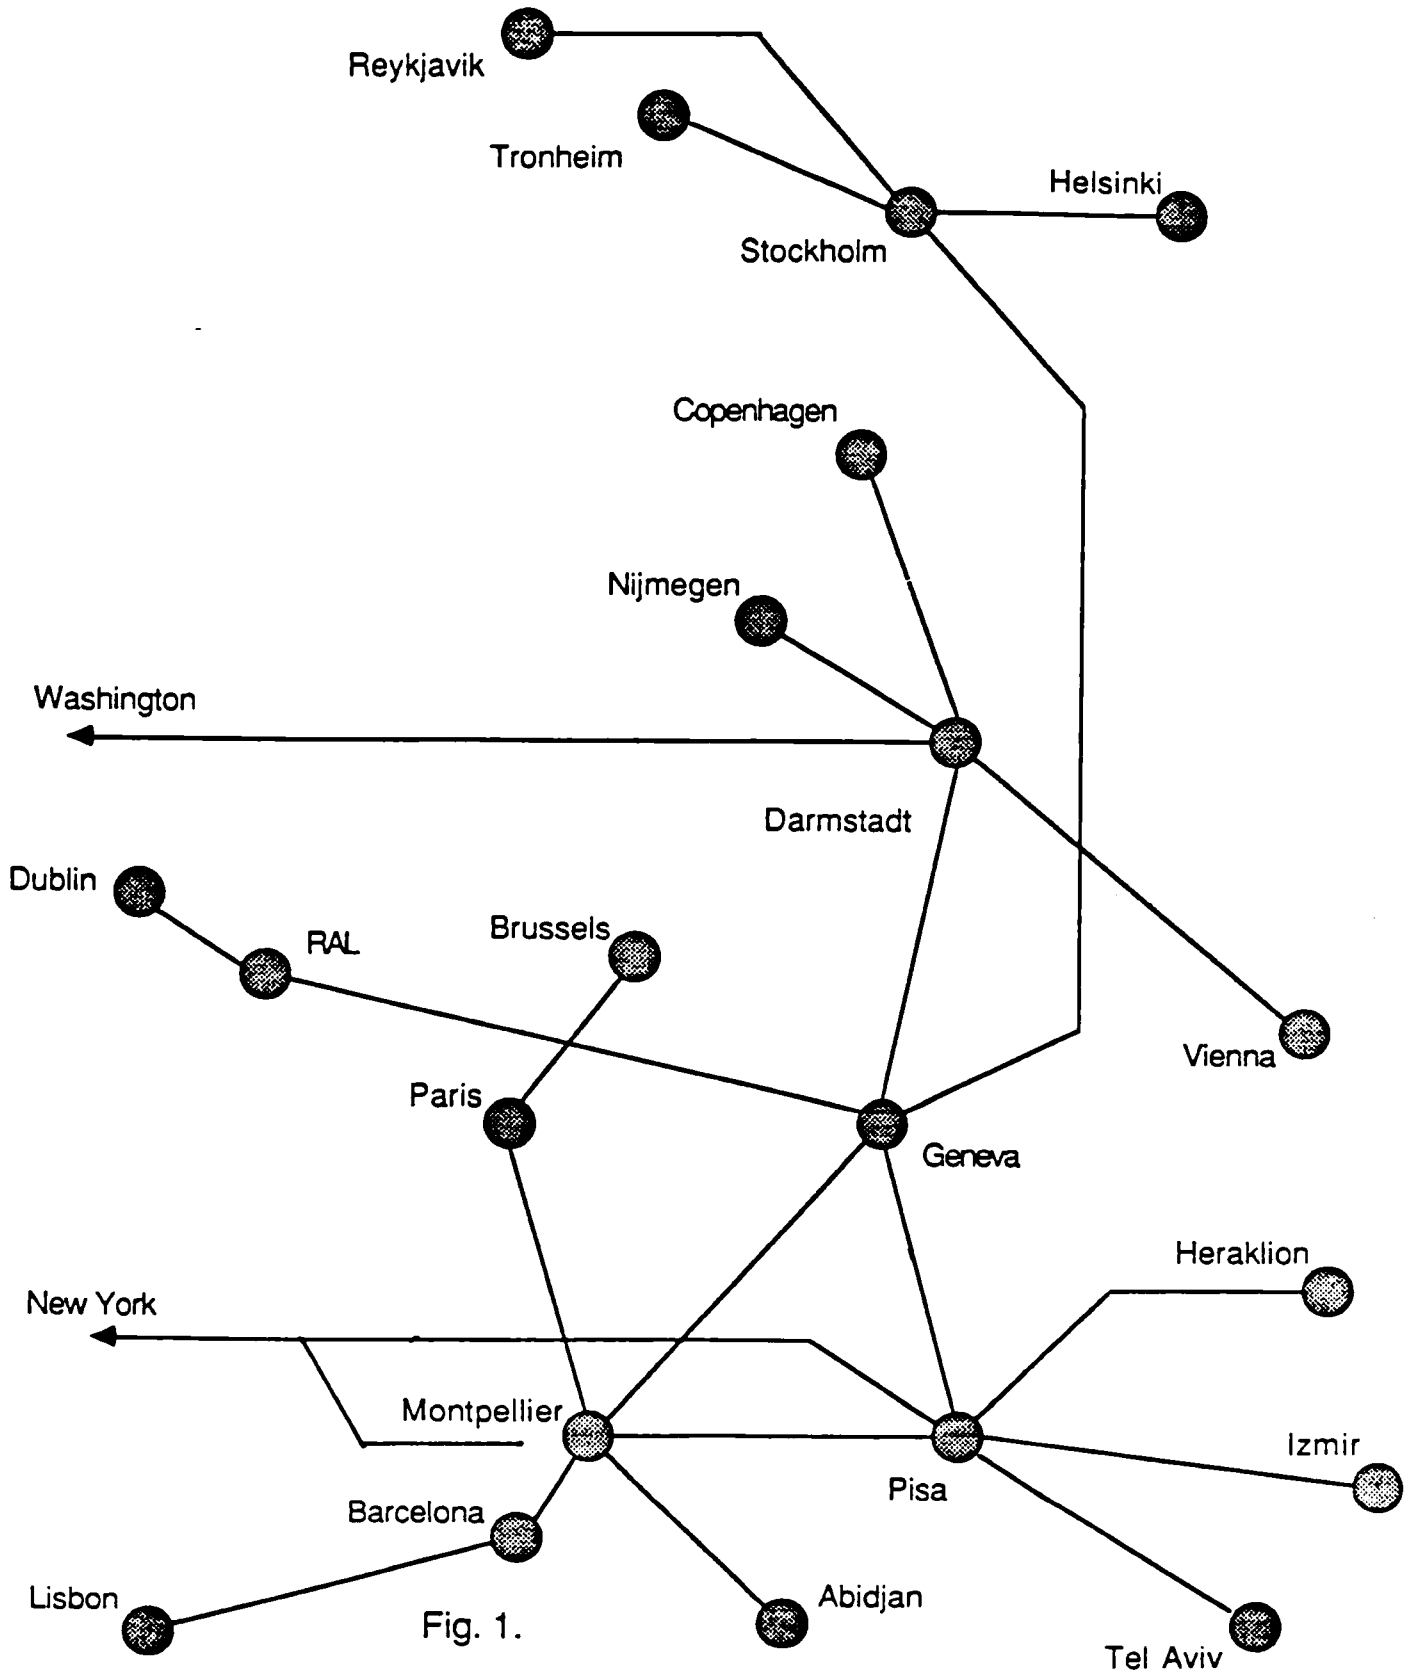 Reykjavik
Tronheim
Helsinki
Stockholm
Copenhagen
Nijmegen
Washington
Darmstadt
Dublin
RAL
Brussels
Vienna
Paris
Geneva
Heraklion
New York
Montpellier
Izmir
Pisa
Barcelona
Lisbon
Abidjan
Fig. 1.
Tel Aviv